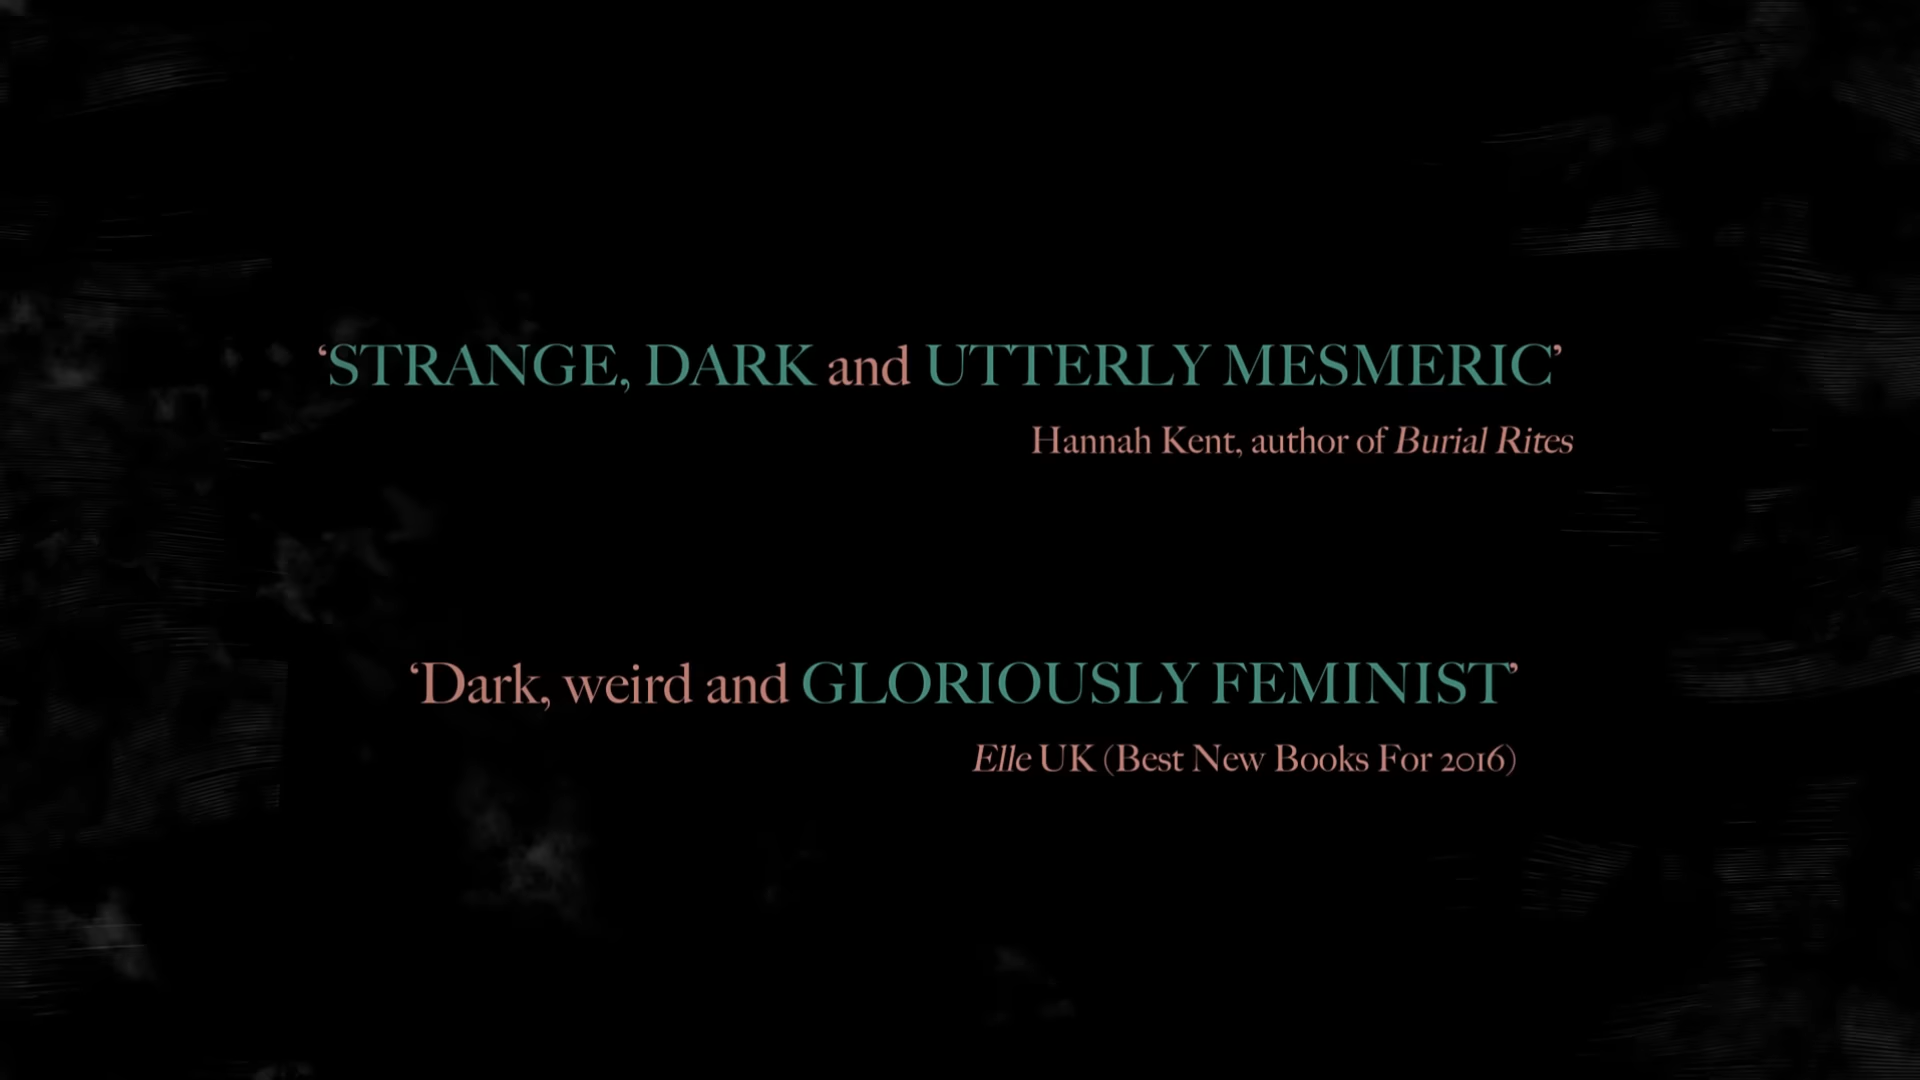 ‘STRANGE, DARK and UTTERLY MESMERIC’
Hannah Kent, author of Burial Rites
‘Dark, weird and GLORIOUSLY FEMINIST’
Elle UK (Best New Books For 2016)